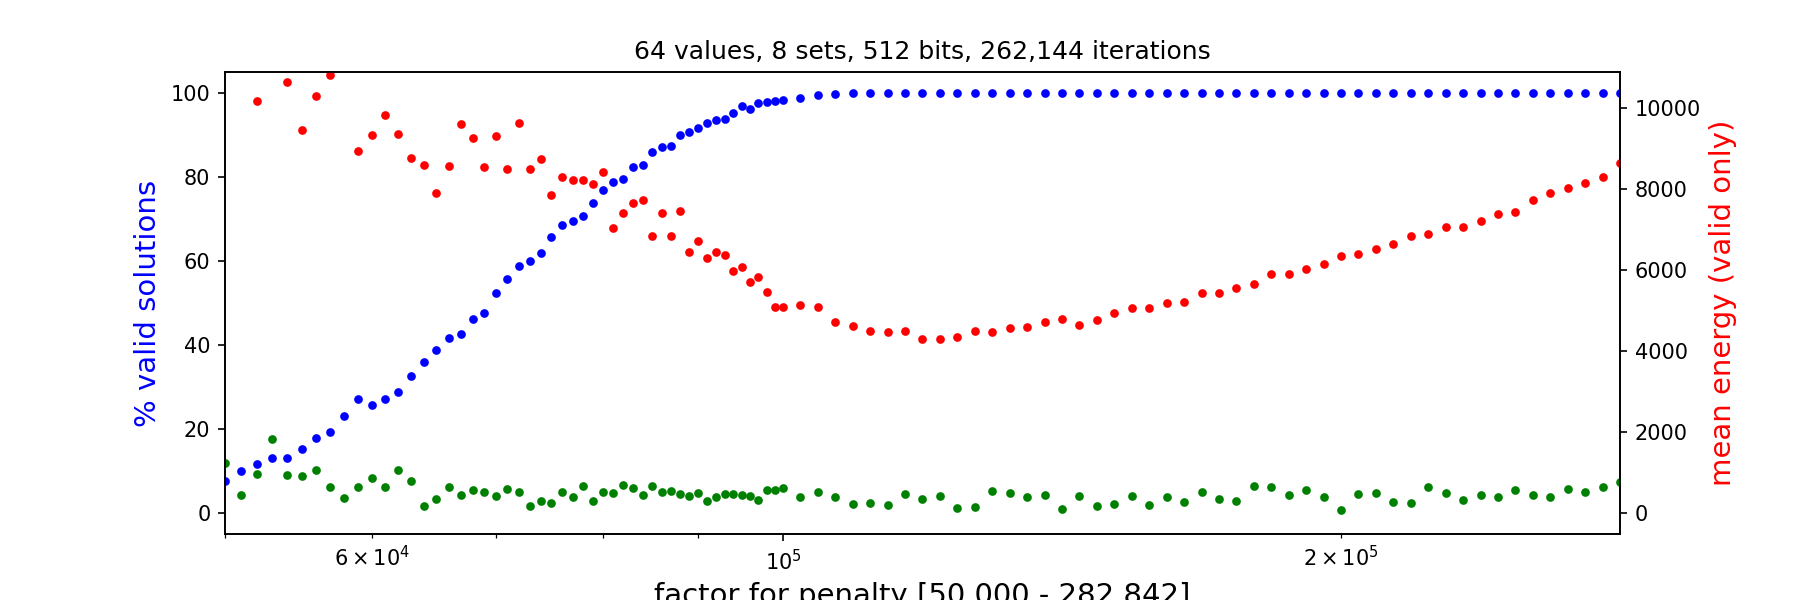 64 values, 8 sets, 512 bits, 262,144 iterations
% valid solutions
100
80
60
40
20
0
10000
8000
6000
4000
2000
0
mean energy (valid only)
6 × 10⁴
10⁵
2 × 10⁵
factor for penalty [50,000 - 282,842]